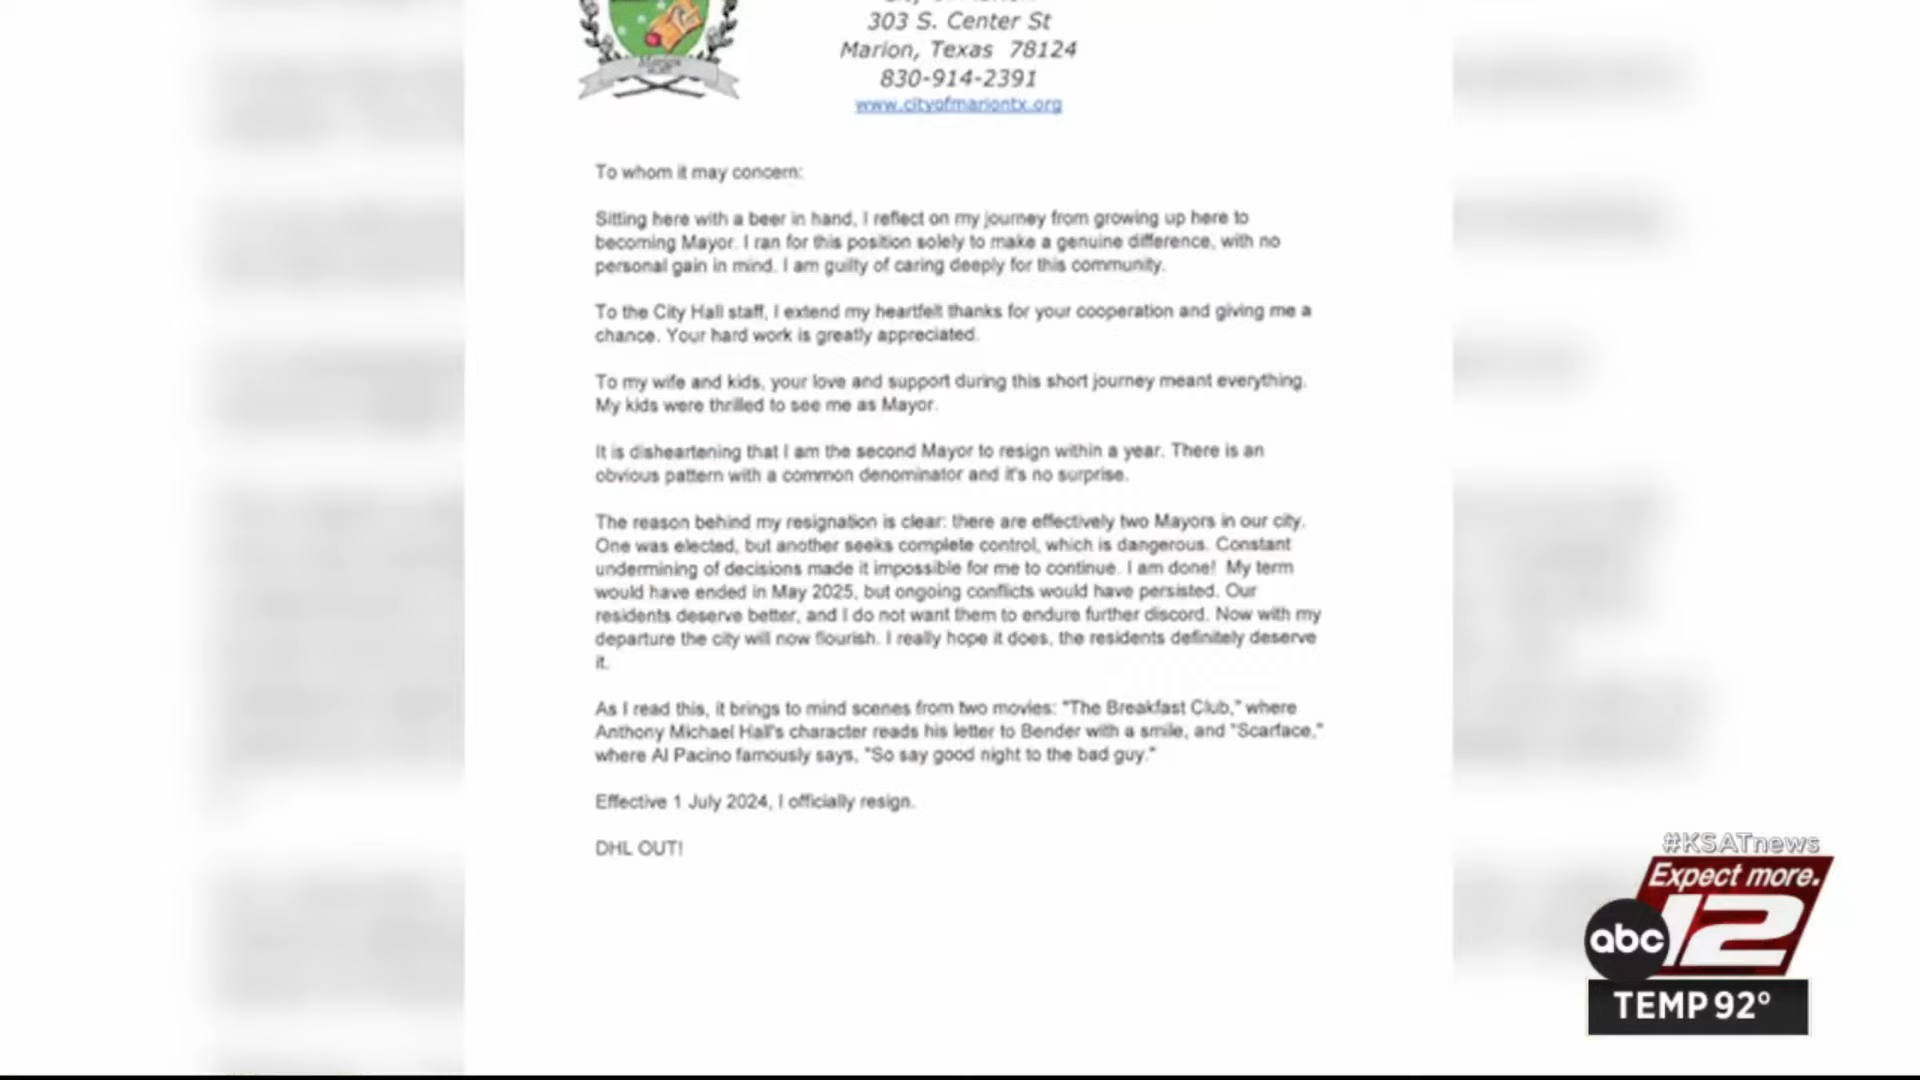 303 S. Center St
Marion, Texas 78124
830-914-2391
www.cityofmariontx.org
To whom it may concern:
Sitting here with a beer in hand, I reflect on my journey from growing up here to
becoming Mayor. I ran for this position solely to make a genuine difference, with no
personal gain in mind. I am guilty of caring deeply for this community.
To the City Hall staff, I extend my heartfelt thanks for your cooperation and giving me a
chance. Your hard work is greatly appreciated.
To my wife and kids, your love and support during this short journey meant everything.
My kids were thrilled to see me as Mayor.
It is disheartening that I am the second Mayor to resign within a year. There is an
obvious pattern with a common denominator and it's no surprise.
The reason behind my resignation is clear: there are effectively two Mayors in our city.
One was elected, but another seeks complete control, which is dangerous. Constant
undermining of decisions made it impossible for me to continue. I am done! My term
would have ended in May 2025, but ongoing conflicts would have persisted. Our
residents deserve better, and I do not want them to endure further discord. Now with my
departure the city will now flourish. I really hope it does, the residents definitely deserve
it.
As I read this, it brings to mind scenes from two movies: "The Breakfast Club," where
Anthony Michael Hall's character reads his letter to Bender with a smile, and "Scarface,"
where Al Pacino famously says, "So say good night to the bad guy."
Effective 1 July 2024, I officially resign.
DHL OUT!
#KSATnews
Expect more.
abc 12
TEMP 92°